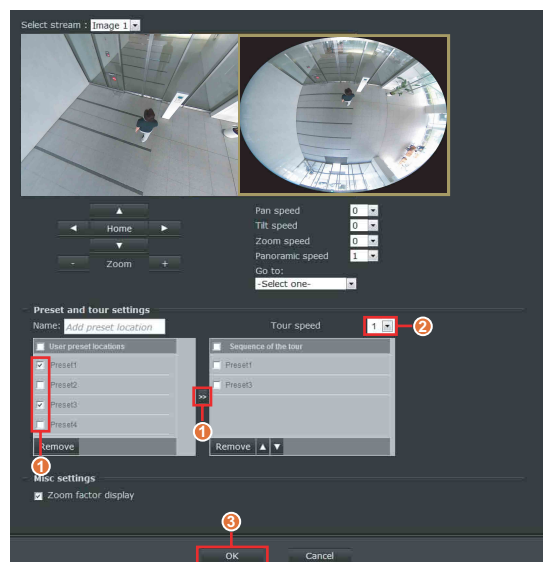 Select stream : Image 1
Home
- Zoom +
Pan speed 0
Tilt speed 0
Zoom speed 0
Panoramic speed 1
Go to:
-Select one-
Preset and tour settings
Name: Add preset location
Tour speed 1 2
User preset locations
Preset1
Preset2
Preset3
Preset4
Remove
1
>>
1
Sequence of the tour
Preset1
Preset3
Remove
Misc settings
Zoom factor display
3
OK Cancel